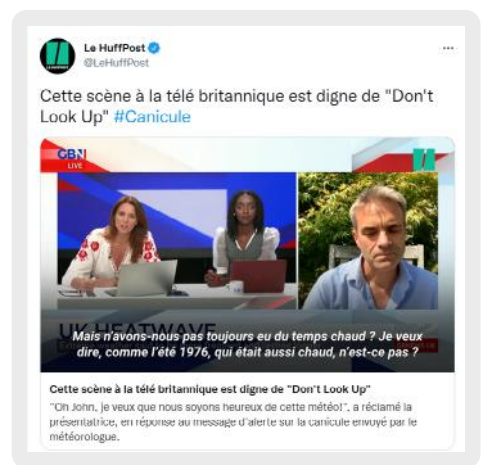 Le HuffPost
@LeHuffPost
Cette scène à la télé britannique est digne de "Don't
Look Up" #Canicule
GBN
LIVE
UK HEATWAVE
Mais n'avons-nous pas toujours eu du temps chaud ? Je veux
dire, comme l'été 1976, qui était aussi chaud, n'est-ce pas ?
Cette scène à la télé britannique est digne de "Don't Look Up"
"Oh John, je veux que nous soyons heureux de cette météo!", a réclamé la
présentatrice, en réponse au message d'alerte sur la canicule envoyé par le
météorologue.